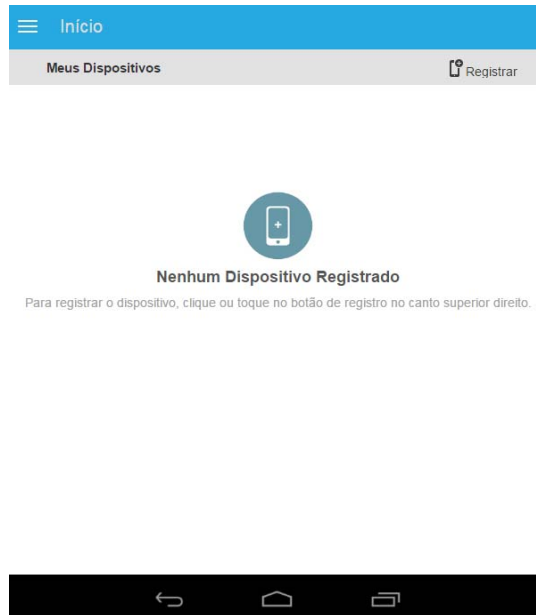 Início
Meus Dispositivos
Registrar
Nenhum Dispositivo Registrado
Para registrar o dispositivo, clique ou toque no botão de registro no canto superior direito.